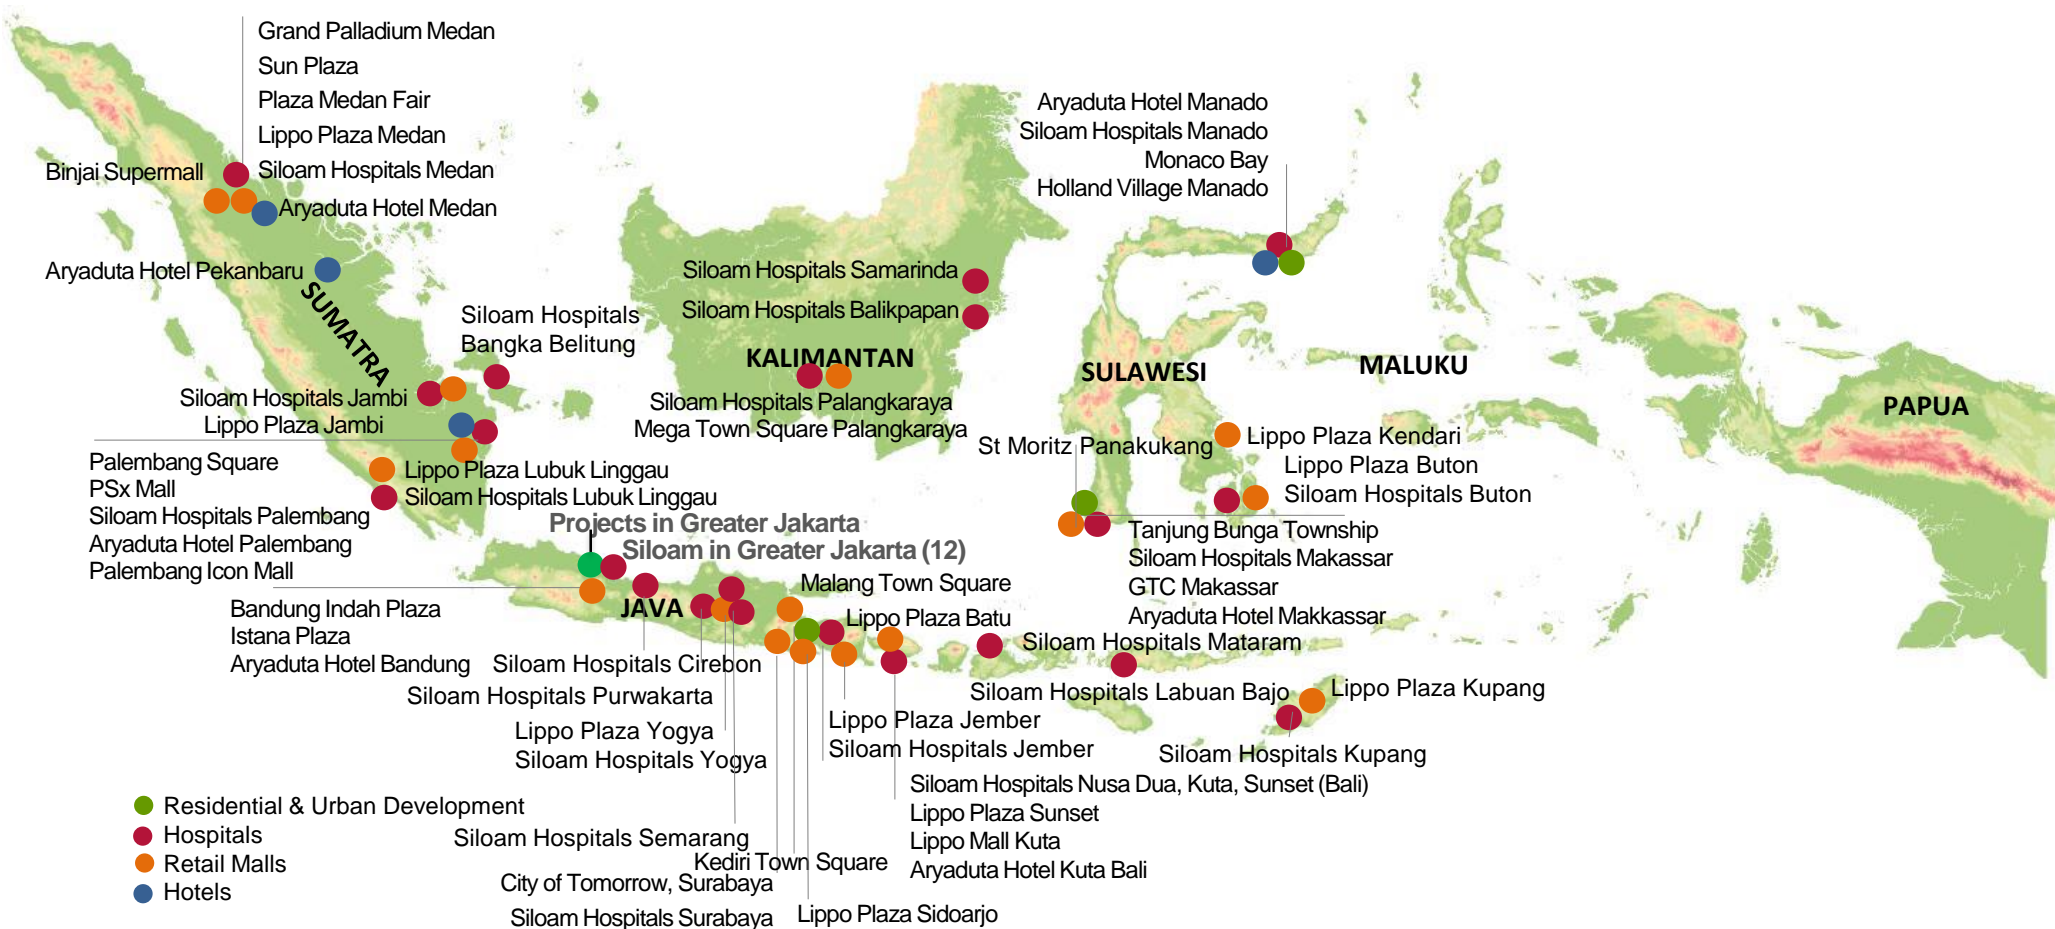 Grand Palladium Medan
Sun Plaza
Plaza Medan Fair
Lippo Plaza Medan
Siloam Hospitals Medan
Binjai Supermall
Aryaduta Hotel Medan
Aryaduta Hotel Pekanbaru
SUMATRA
Siloam Hospitals
Bangka Belitung
Siloam Hospitals Jambi
Lippo Plaza Jambi
Palembang Square
PSx Mall
Siloam Hospitals Palembang
Aryaduta Hotel Palembang
Palembang Icon Mall
Lippo Plaza Lubuk Linggau
Siloam Hospitals Lubuk Linggau
Siloam Hospitals Samarinda
Siloam Hospitals Balikpapan
KALIMANTAN
Siloam Hospitals Palangkaraya
Mega Town Square Palangkaraya
Aryaduta Hotel Manado
Siloam Hospitals Manado
Monaco Bay
Holland Village Manado
SULAWESI
MALUKU
PAPUA
St Moritz Panakukang
Lippo Plaza Kendari
Lippo Plaza Buton
Siloam Hospitals Buton
Tanjung Bunga Township
Siloam Hospitals Makassar
GTC Makassar
Aryaduta Hotel Makkassar
Projects in Greater Jakarta
Siloam in Greater Jakarta (12)
JAVA
Bandung Indah Plaza
Istana Plaza
Aryaduta Hotel Bandung
Siloam Hospitals Cirebon
Siloam Hospitals Purwakarta
Lippo Plaza Yogya
Siloam Hospitals Yogya
Siloam Hospitals Semarang
Malang Town Square
Lippo Plaza Batu
Kediri Town Square
City of Tomorrow, Surabaya
Siloam Hospitals Surabaya
Lippo Plaza Sidoarjo
Lippo Plaza Jember
Siloam Hospitals Jember
Siloam Hospitals Nusa Dua, Kuta, Sunset (Bali)
Lippo Plaza Sunset
Lippo Mall Kuta
Aryaduta Hotel Kuta Bali
Siloam Hospitals Mataram
Siloam Hospitals Labuan Bajo
Lippo Plaza Kupang
Siloam Hospitals Kupang
Residential & Urban Development
Hospitals
Retail Malls
Hotels